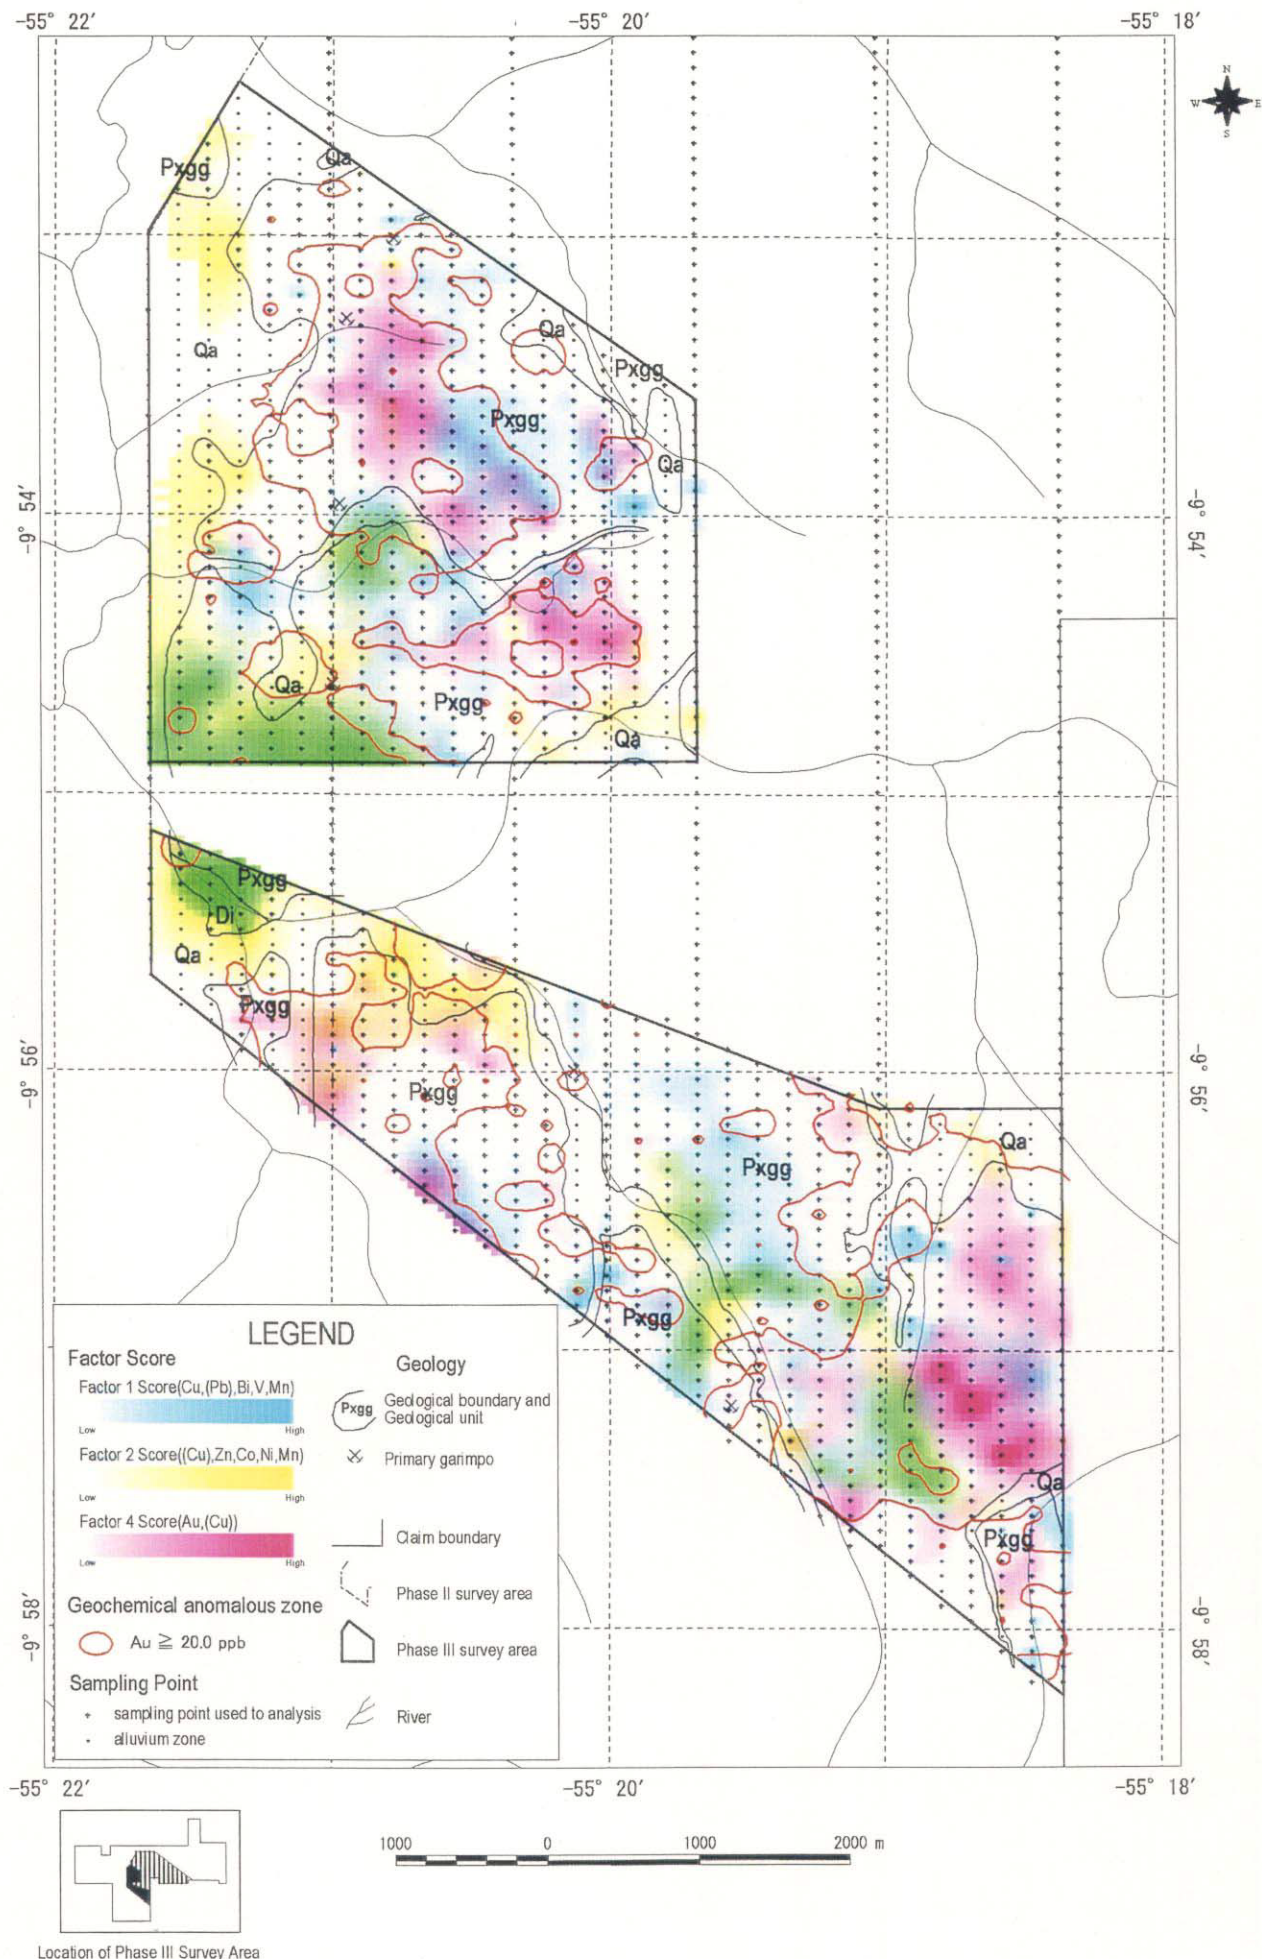 -55° 22′
-55° 20′
-55° 18′
N
W
E
S
Pxgg
Qa
Qa
Qa
Pxgg
Pxgg
Qa
-9° 54′
-9° 54′
Qa
Pxgg
Qa
Pxgg
Di
Qa
Pxgg
-9° 56′
-9° 56′
Pxgg
Qa
Pxgg
Pxgg
Qa
Pxgg
LEGEND
Factor Score
Factor 1 Score(Cu,(Pb),Bi,V,Mn)
Low
High
Factor 2 Score((Cu),Zn,Co,Ni,Mn)
Low
High
Factor 4 Score(Au,(Cu))
Low
High
Geochemical anomalous zone
Au ≧ 20.0 ppb
Sampling Point
sampling point used to analysis
alluvium zone
Geology
Pxgg
Geological boundary and
Geological unit
Primary garimpo
Claim boundary
Phase II survey area
Phase III survey area
River
-9° 58′
-9° 58′
-55° 22′
-55° 20′
-55° 18′
1000
0
1000
2000 m
Location of Phase III Survey Area